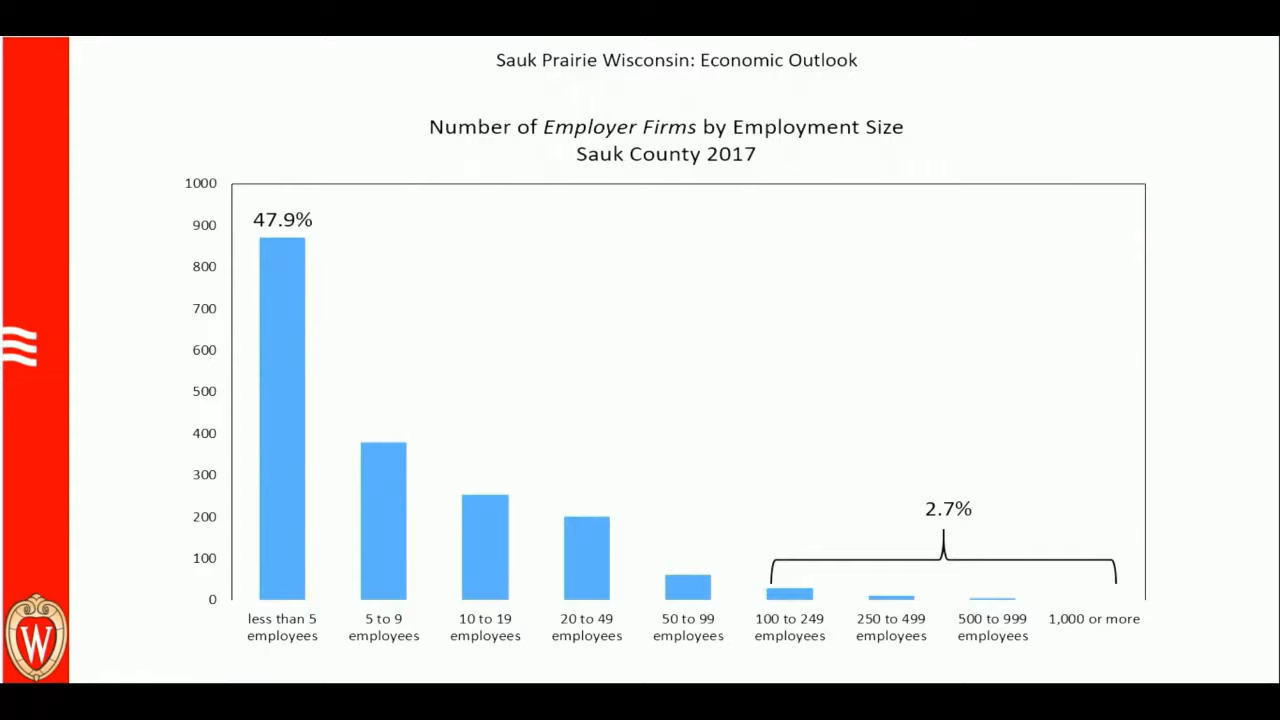 Sauk Prairie Wisconsin: Economic Outlook
Number of Employer Firms by Employment Size
Sauk County 2017
1000
900
800
700
600
500
400
300
200
100
0
47.9%
2.7%
less than 5
employees
5 to 9
employees
10 to 19
employees
20 to 49
employees
50 to 99
employees
100 to 249
employees
250 to 499
employees
500 to 999
employees
1,000 or more
W